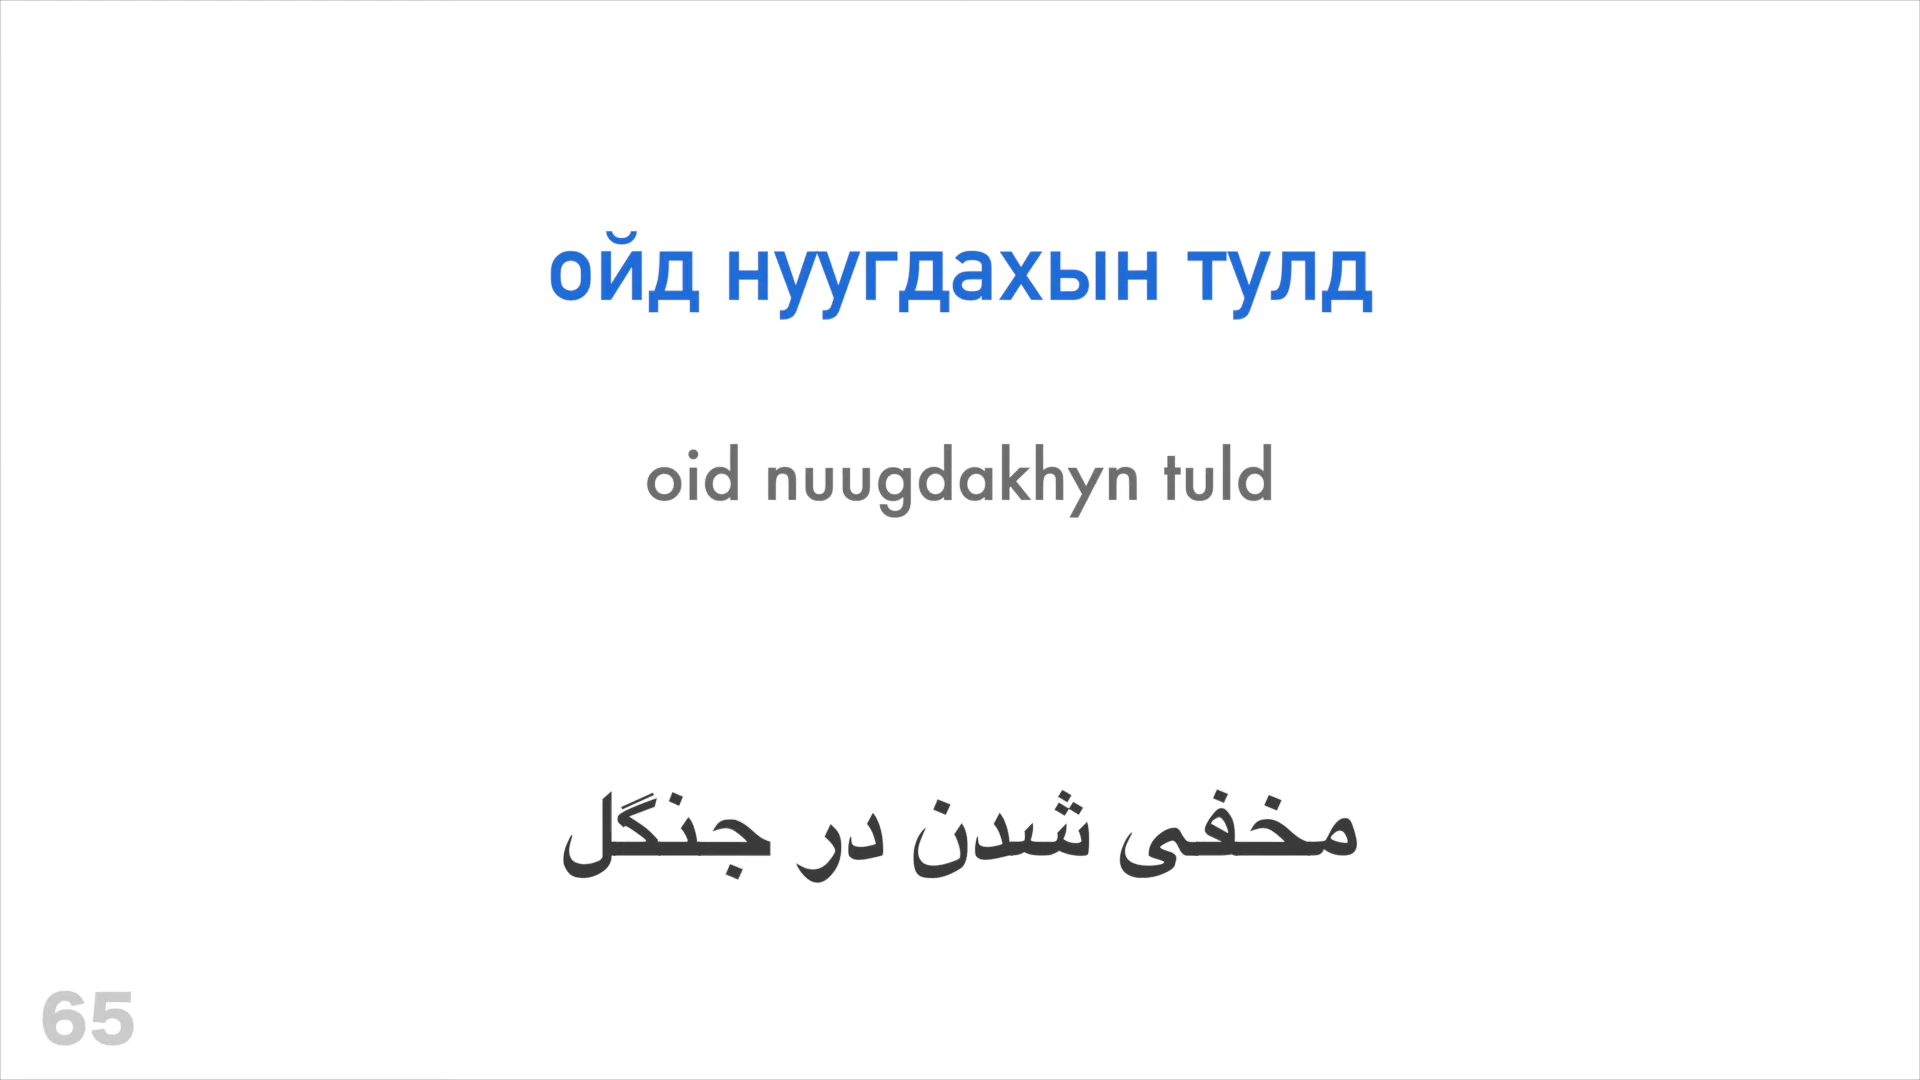 ойд нуугдахын тулд
oid nuugdakhyn tuld
مخفی شدن در جنگل
65